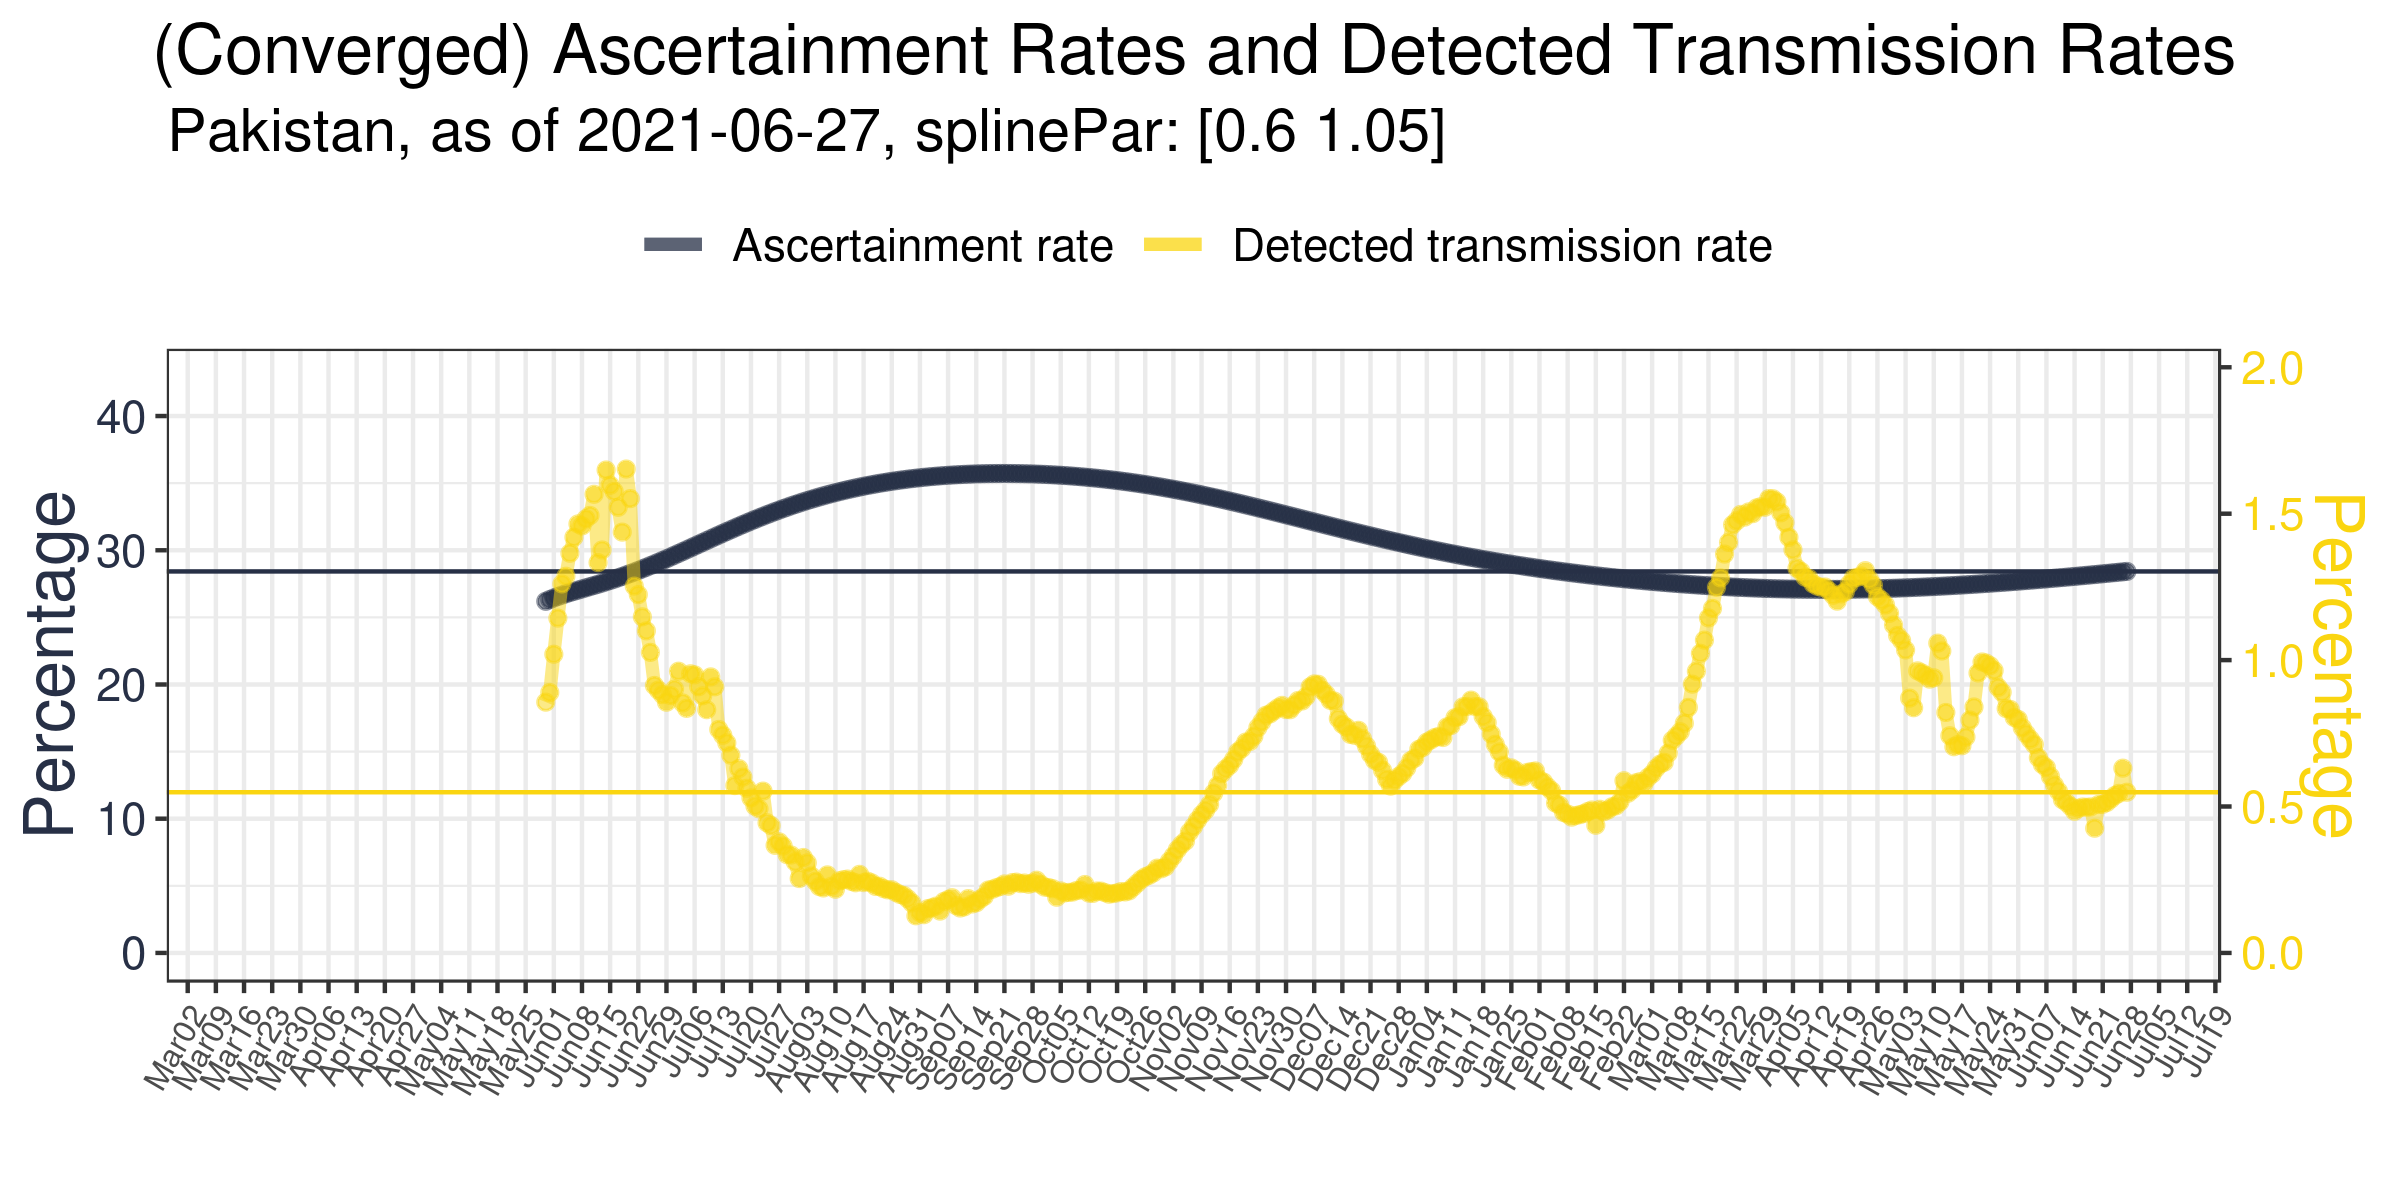 (Converged) Ascertainment Rates and Detected Transmission Rates
Pakistan, as of 2021-06-27, splinePar: [0.6 1.05]
Ascertainment rate
Detected transmission rate
Percentage
40
30
20
10
0
2.0
1.5
1.0
0.5
0.0
Percentage
Mar02
Mar09
Mar16
Mar23
Mar30
Apr06
Apr13
Apr20
Apr27
May04
May11
May18
May25
Jun01
Jun08
Jun15
Jun22
Jun29
Jul06
Jul13
Jul20
Jul27
Aug03
Aug10
Aug17
Aug24
Aug31
Sep07
Sep14
Sep21
Sep28
Oct05
Oct12
Oct19
Oct26
Nov02
Nov09
Nov16
Nov23
Nov30
Dec07
Dec14
Dec21
Dec28
Jan04
Jan11
Jan18
Jan25
Feb01
Feb08
Feb15
Feb22
Mar01
Mar08
Mar15
Mar22
Mar29
Apr05
Apr12
Apr19
Apr26
May03
May10
May17
May24
May31
Jun07
Jun14
Jun21
Jun28
Jul05
Jul12
Jul19